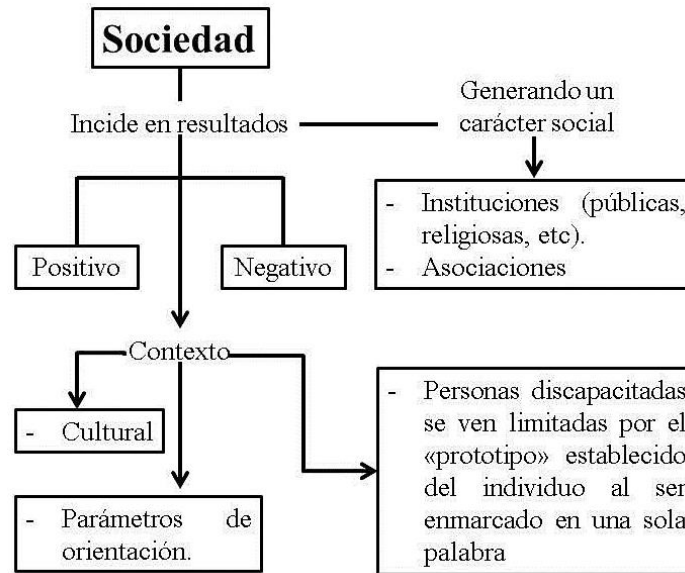 Sociedad
Incide en resultados
Generando un
carácter social
- Instituciones (públicas,
religiosas, etc).
- Asociaciones
Positivo
Negativo
Contexto
- Cultural
- Parámetros de
orientación.
- Personas discapacitadas
se ven limitadas por el
«prototipo» establecido
del individuo al ser
enmarcado en una sola
palabra